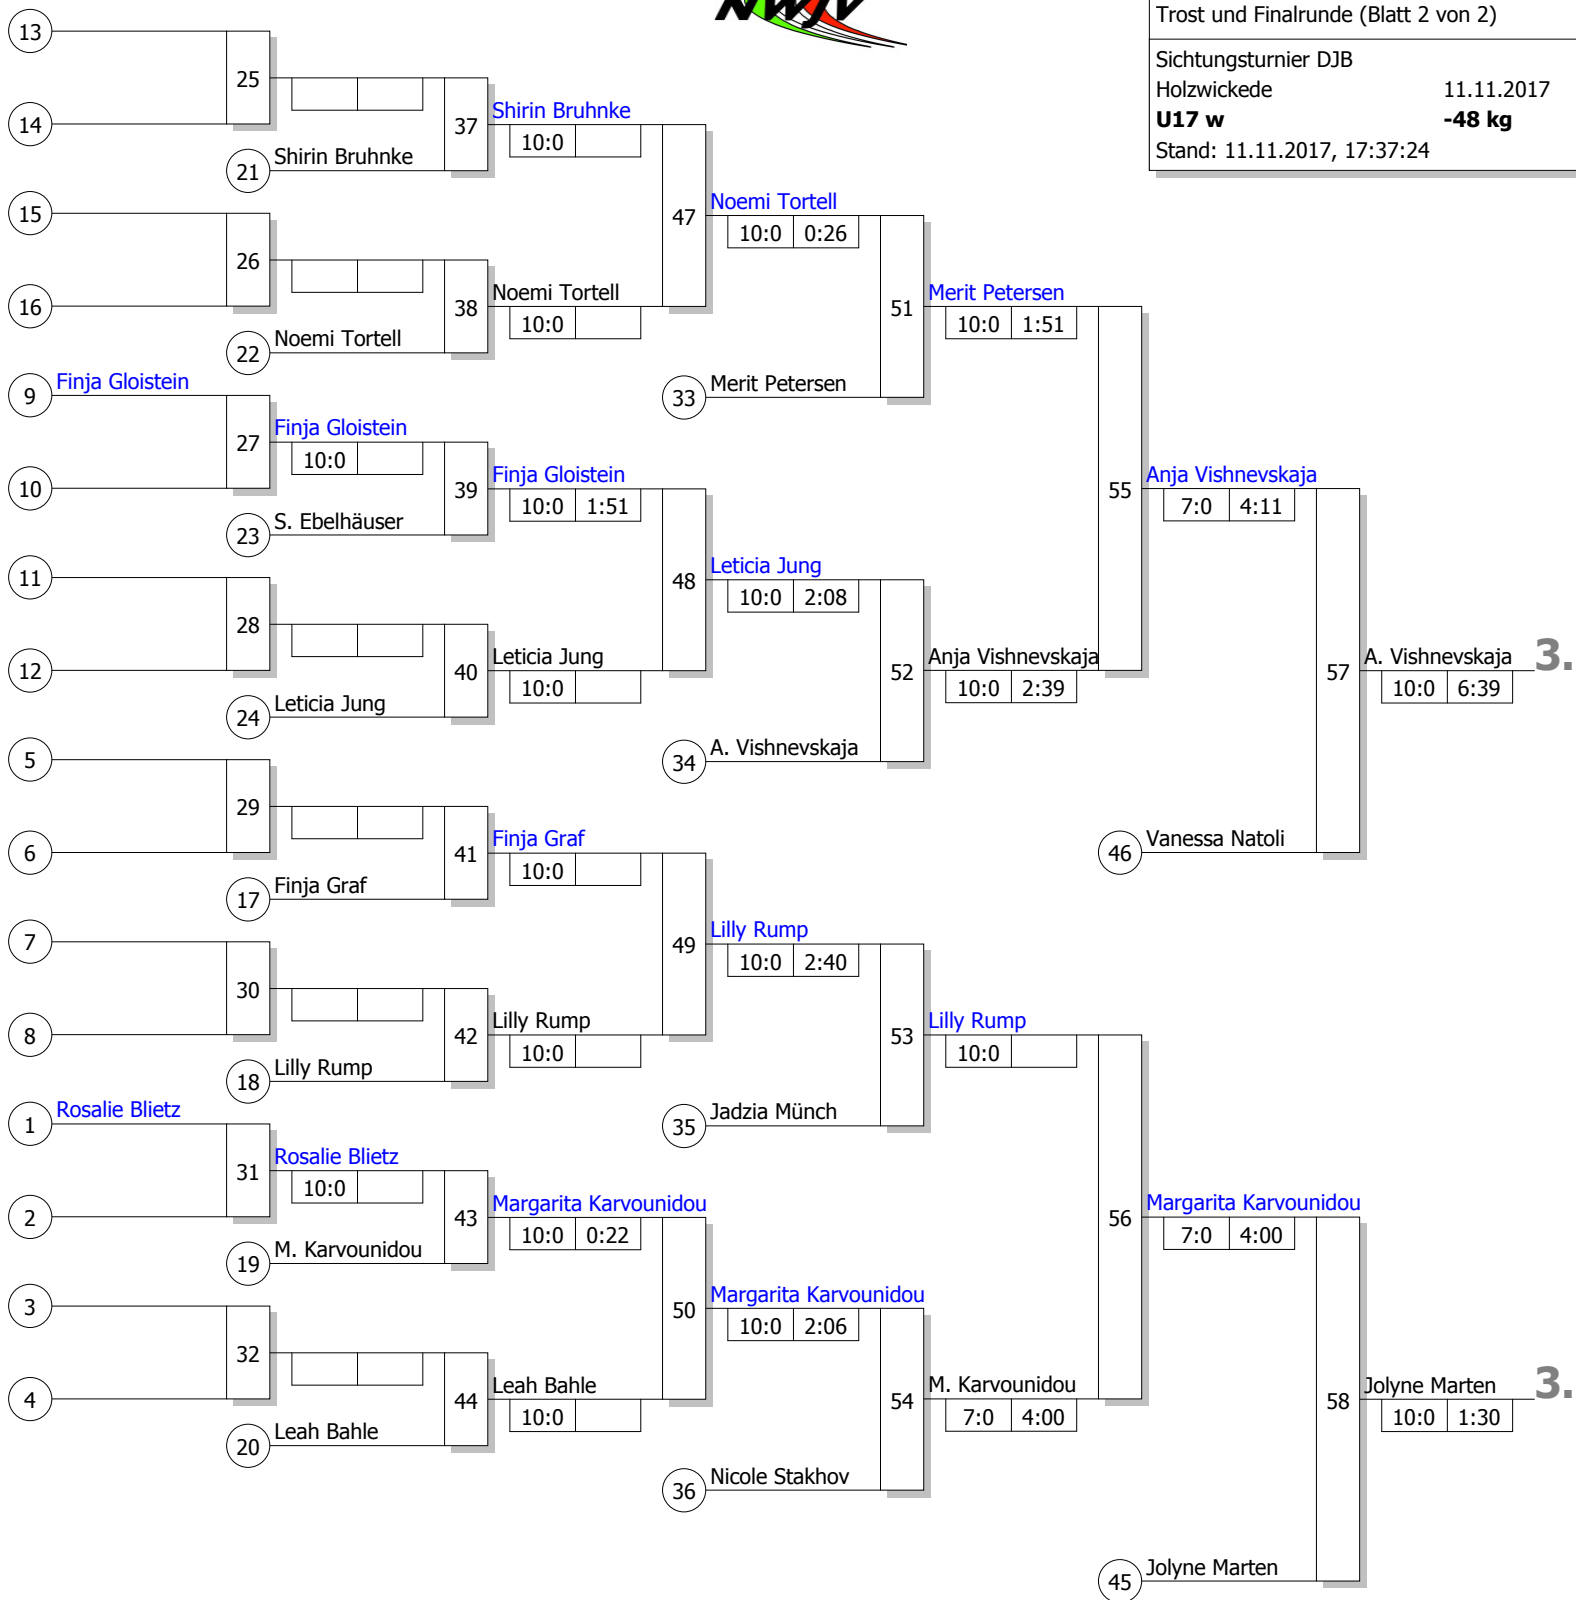 NWJV
Trost und Finalrunde (Blatt 2 von 2)
Sichtungsturnier DJB
Holzwickede 11.11.2017
U17 w -48 kg
Stand: 11.11.2017, 17:37:24
13
25
14
37
Shirin Bruhnke
10:0
21 Shirin Bruhnke
15
47
Noemi Tortell
10:0 0:26
26
16
38
Noemi Tortell
10:0
22 Noemi Tortell
51
Merit Petersen
10:0 1:51
33 Merit Petersen
9 Finja Gloistein
27
Finja Gloistein
10:0
10
39
Finja Gloistein
10:0 1:51
23 S. Ebelhäuser
55
Anja Vishnevskaja
7:0 4:11
11
48
Leticia Jung
10:0 2:08
28
12
40
Leticia Jung
10:0
24 Leticia Jung
52
Anja Vishnevskaja
10:0 2:39
34 A. Vishnevskaja
57
A. Vishnevskaja 3.
10:0 6:39
5
29
6
41
Finja Graf
10:0
17 Finja Graf
46 Vanessa Natoli
7
49
Lilly Rump
10:0 2:40
30
8
42
Lilly Rump
10:0
18 Lilly Rump
53
Lilly Rump
10:0
35 Jadzia Münch
1 Rosalie Blietz
31
Rosalie Blietz
10:0
2
43
Margarita Karvounidou
10:0 0:22
19 M. Karvounidou
56
Margarita Karvounidou
7:0 4:00
3
50
Margarita Karvounidou
10:0 2:06
32
4
44
Leah Bahle
10:0
20 Leah Bahle
54
M. Karvounidou
7:0 4:00
36 Nicole Stakhov
58
Jolyne Marten 3.
10:0 1:30
45 Jolyne Marten